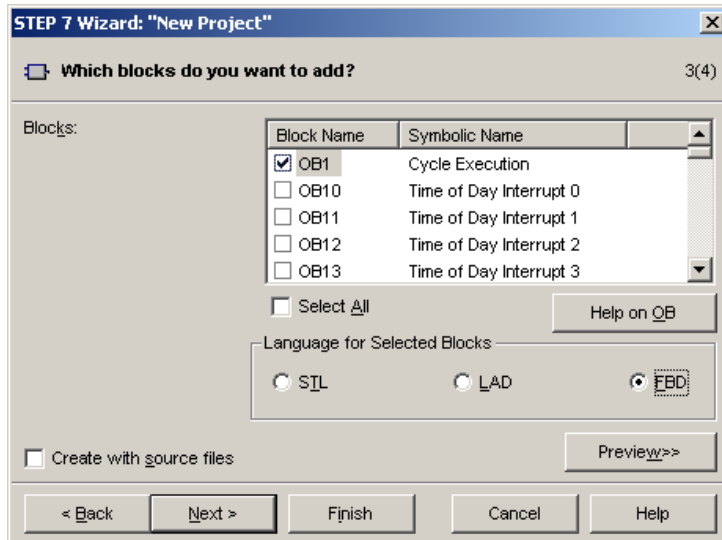 STEP 7 Wizard: "New Project"
Which blocks do you want to add? 3(4)
Blocks:
Block Name Symbolic Name
OB1 Cycle Execution
OB10 Time of Day Interrupt 0
OB11 Time of Day Interrupt 1
OB12 Time of Day Interrupt 2
OB13 Time of Day Interrupt 3
Select All
Help on OB
Language for Selected Blocks
STL LAD FBD
Create with source files
Preview>>
< Back Next > Finish Cancel Help